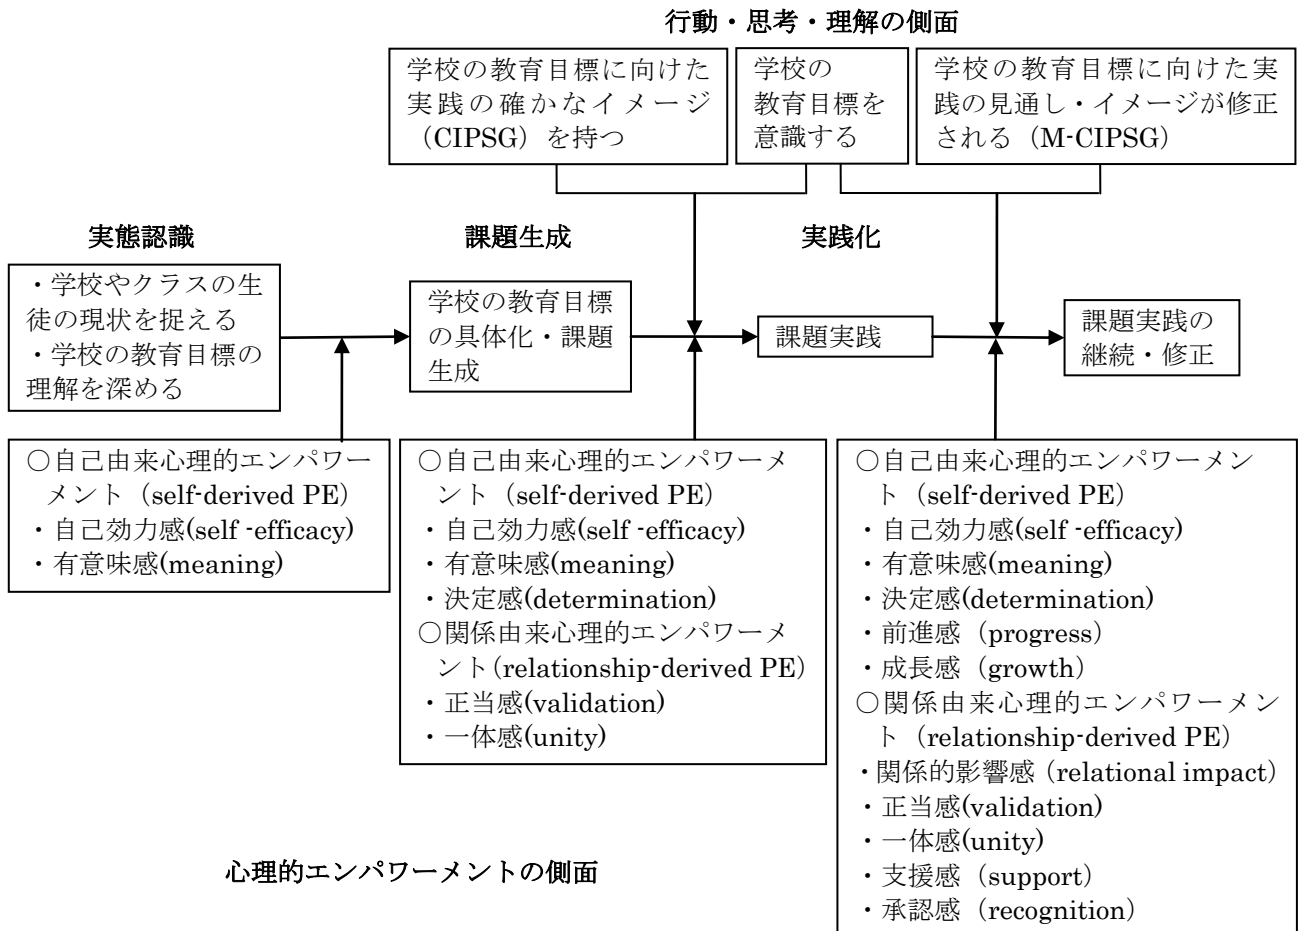 行動・思考・理解の側面
学校の教育目標に向けた
実践の確かなイメージ
（CIPSG）を持つ
学校の
教育目標を
意識する
学校の教育目標に向けた実
践の見通し・イメージが修正
される（M-CIPSG）
実態認識
課題生成
実践化
・学校やクラスの生
徒の現状を捉える
・学校の教育目標の
理解を深める
学校の教育目標
の具体化・課題
生成
課題実践
課題実践の
継続・修正
○自己由来心理的エンパワー
メント（self-derived PE）
・自己効力感(self -efficacy)
・有意味感(meaning)
○自己由来心理的エンパワーメ
ント（self-derived PE）
・自己効力感(self -efficacy)
・有意味感(meaning)
・決定感(determination)
○関係由来心理的エンパワーメ
ント（relationship-derived PE）
・正当感(validation)
・一体感(unity)
○自己由来心理的エンパワーメン
ト（self-derived PE）
・自己効力感(self -efficacy)
・有意味感(meaning)
・決定感(determination)
・前進感（progress）
・成長感（growth）
○関係由来心理的エンパワーメン
ト（relationship-derived PE）
・関係的影響感（relational impact）
・正当感(validation)
・一体感(unity)
・支援感（support）
・承認感（recognition）
心理的エンパワーメントの側面